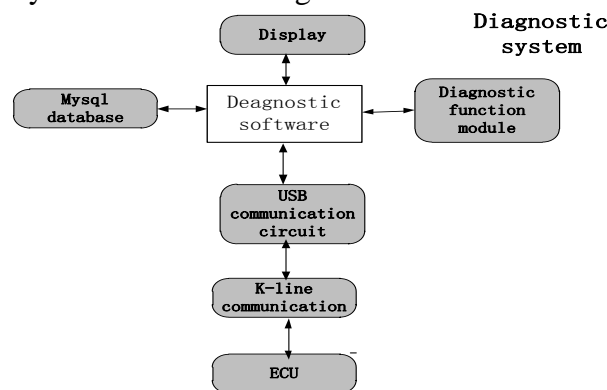 Diagnostic
system
Display
Mysql
database
Deagnostic
software
Diagnostic
function
module
USB
communication
circuit
K-line
communication
ECU